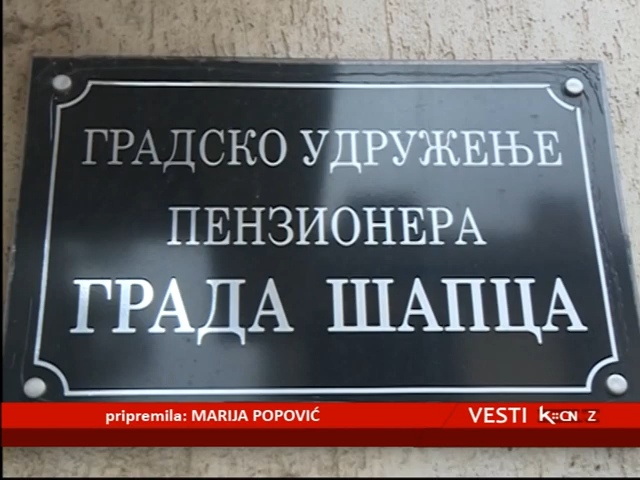 ГРАДСКО УДРУЖЕЊЕ
ПЕНЗИОНЕРА
ГРАДА ШАПЦА
pripremila: MARIJA POPOVIĆ
VESTI